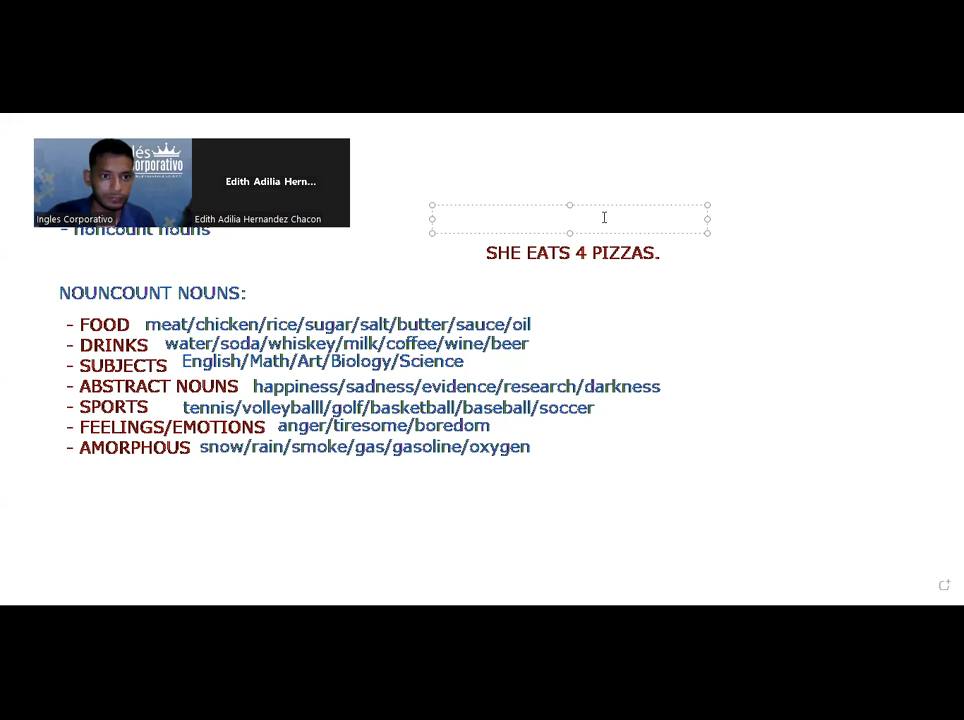 lés
orporativo
Edith Adilia Hern...
Ingles Corporativo
Edith Adilia Hernandez Chacon
- noncount nouns
SHE EATS 4 PIZZAS.
NOUNCOUNT NOUNS:
- FOOD meat/chicken/rice/sugar/salt/butter/sauce/oil
- DRINKS water/soda/whiskey/milk/coffee/wine/beer
- SUBJECTS English/Math/Art/Biology/Science
- ABSTRACT NOUNS happiness/sadness/evidence/research/darkness
- SPORTS tennis/volleyballl/golf/basketball/baseball/soccer
- FEELINGS/EMOTIONS anger/tiresome/boredom
- AMORPHOUS snow/rain/smoke/gas/gasoline/oxygen